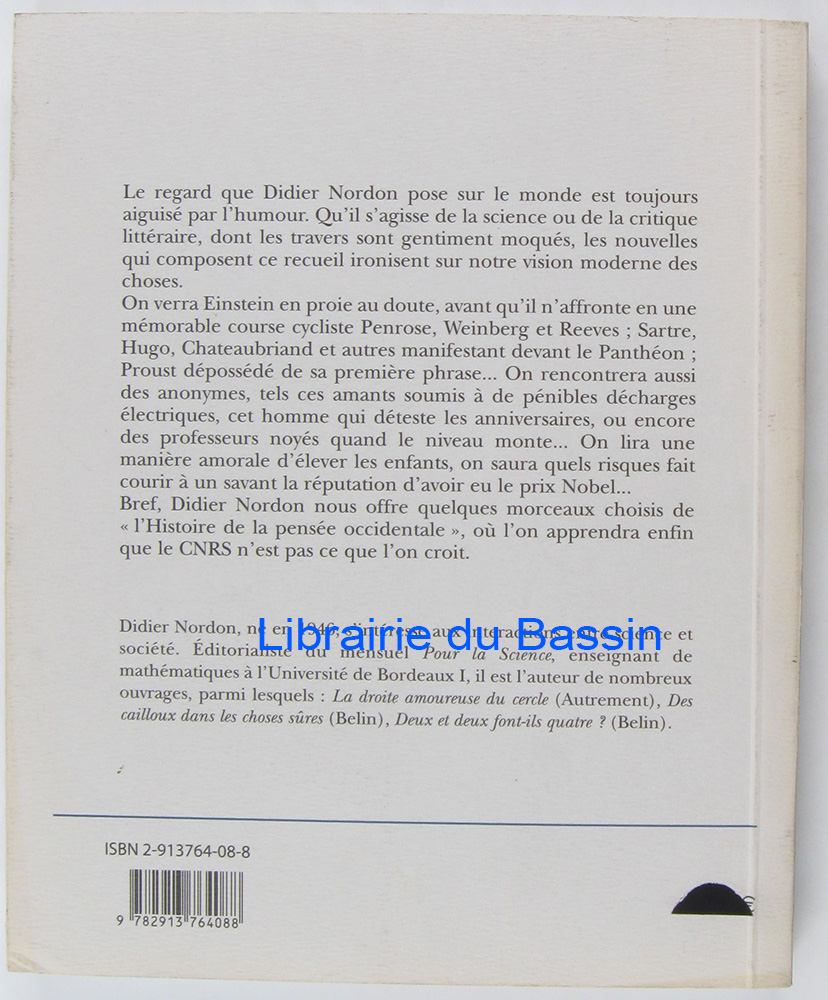 Le regard que Didier Nordon pose sur le monde est toujours
aiguisé par l'humour. Qu'il s'agisse de la science ou de la critique
littéraire, dont les travers sont gentiment moqués, les nouvelles
qui composent ce recueil ironisent sur notre vision moderne des
choses.
On verra Einstein en proie au doute, avant qu'il n'affronte en une
mémorable course cycliste Penrose, Weinberg et Reeves ; Sartre,
Hugo, Chateaubriand et autres manifestant devant le Panthéon ;
Proust dépossédé de sa première phrase... On rencontrera aussi
des anonymes, tels ces amants soumis à de pénibles décharges
électriques, cet homme qui déteste les anniversaires, ou encore
des professeurs noyés quand le niveau monte... On lira une
manière amorale d'élever les enfants, on saura quels risques fait
courir à un savant la réputation d'avoir eu le prix Nobel...
Bref, Didier Nordon nous offre quelques morceaux choisis de
« l'Histoire de la pensée occidentale », où l'on apprendra enfin
que le CNRS n'est pas ce que l'on croit.
Didier Nordon, né en 1946, s'intéresse aux interactions entre science et
Librairie du Bassin
société. Éditorialiste du mensuel Pour la Science, enseignant de
mathématiques à l'Université de Bordeaux I, il est l'auteur de nombreux
ouvrages, parmi lesquels : La droite amoureuse du cercle (Autrement), Des
cailloux dans les choses sûres (Belin), Deux et deux font-ils quatre ? (Belin).
ISBN 2-913764-08-8
9 782913 764088